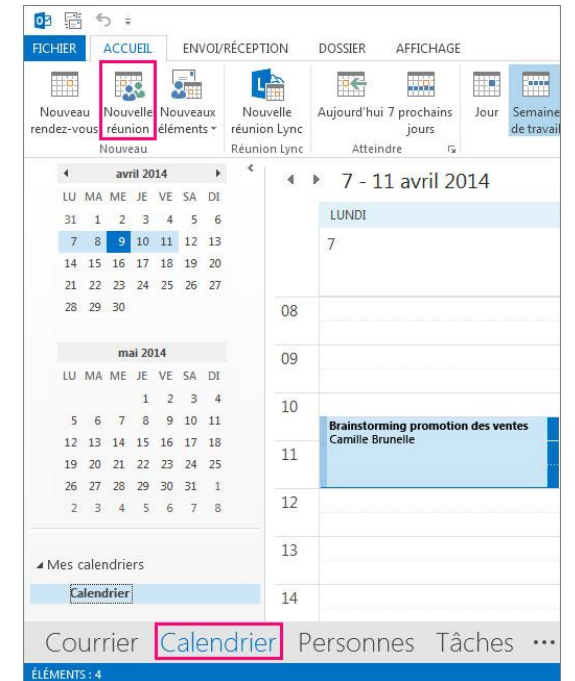 FICHIER ACCUEIL ENVOI/RÉCEPTION DOSSIER AFFICHAGE
Nouveau rendez-vous
Nouvelle réunion
Nouveaux éléments
Nouvelle réunion Lync
Aujourd'hui
7 prochains jours
Jour
Semaine de travail
Nouveau
Réunion Lync
Atteindre
avril 2014
LU MA ME JE VE SA DI
31 1 2 3 4 5 6
7 8 9 10 11 12 13
14 15 16 17 18 19 20
21 22 23 24 25 26 27
28 29 30
mai 2014
LU MA ME JE VE SA DI
1 2 3 4
5 6 7 8 9 10 11
12 13 14 15 16 17 18
19 20 21 22 23 24 25
26 27 28 29 30 31 1
2 3 4 5 6 7 8
Mes calendriers
Calendrier
7 - 11 avril 2014
LUNDI
7
08
09
10
Brainstorming promotion des ventes
Camille Brunelle
11
12
13
14
Courrier Calendrier Personnes Tâches ...
ÉLÉMENTS : 4